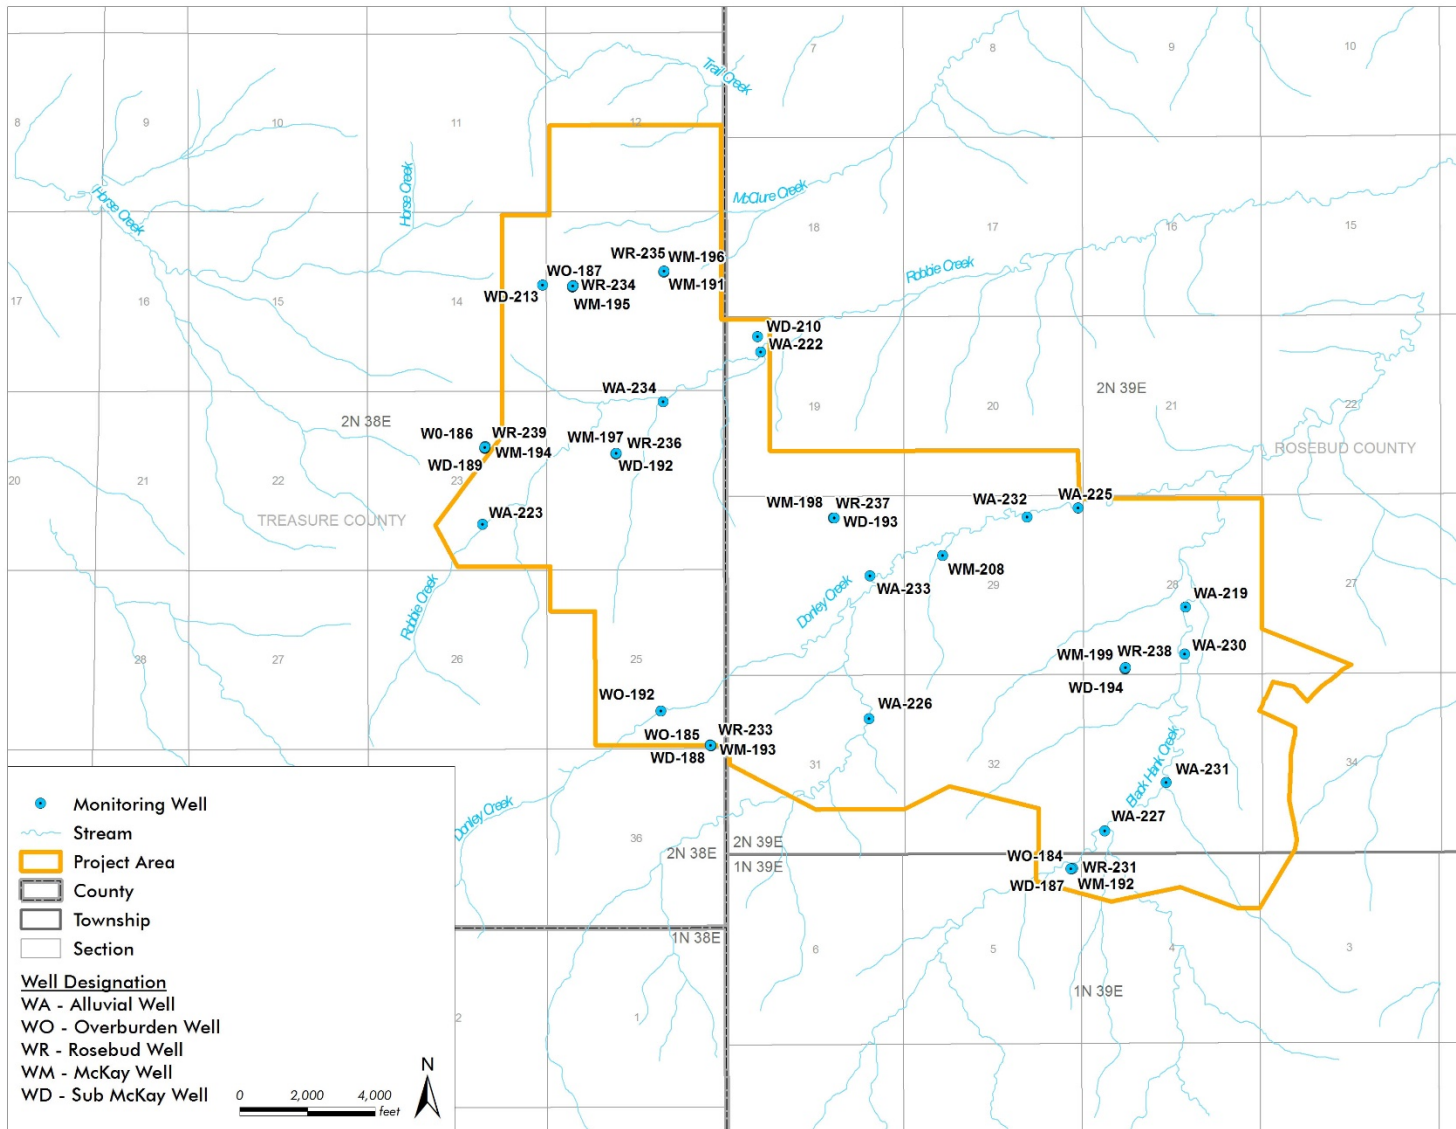 7
8
9
10
Trail Creek
8
9
10
11
12
Horse Creek
Horse Creek
McClure Creek
18
17
16
15
Robbie Creek
WR-235
WM-196
WO-187
WR-234
WM-191
WD-213
WM-195
17
16
15
14
WD-210
WA-222
WA-234
2N 39E
19
20
21
22
2N 38E
W0-186
WR-239
WM-194
WD-189
WM-197
WR-236
WD-192
ROSEBUD COUNTY
20
21
22
23
TREASURE COUNTY
WA-223
WM-198
WR-237
WD-193
WA-232
WA-225
WM-208
WA-233
29
28
27
Donley Creek
Robbie Creek
WA-219
WA-230
WM-199
WR-238
WD-194
28
27
26
25
WO-192
WA-226
WO-185
WR-233
WM-193
WD-188
31
32
34
Black Hank Creek
WA-231
WA-227
Donley Creek
36
2N 38E
2N 39E
1N 39E
WO-184
WR-231
WD-187
WM-192
1N 38E
6
5
4
3
1N 39E
2
1
Monitoring Well
Stream
Project Area
County
Township
Section
Well Designation
WA - Alluvial Well
WO - Overburden Well
WR - Rosebud Well
WM - McKay Well
WD - Sub McKay Well
0 2,000 4,000
feet
N